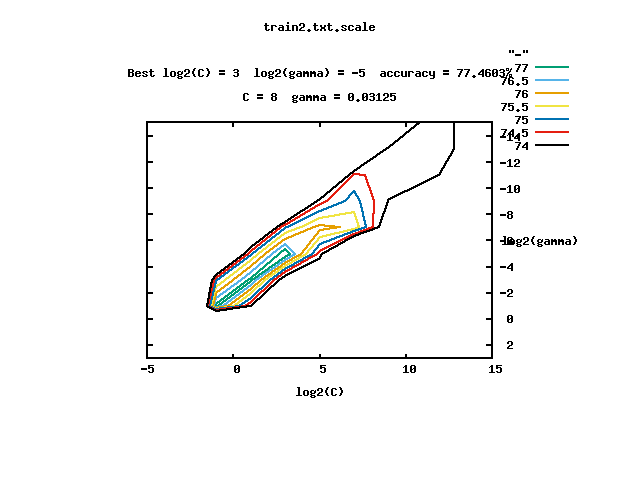 train2.txt.scale
"-"
Best log2(C) = 3  log2(gamma) = -5  accuracy = 77.4603%
77
76.5
C = 8  gamma = 0.03125
76
75.5
75
74.5
-14
74
-12
-10
-8
log2(gamma)
-4
-2
0
2
-5 0 5 10 15
log2(C)